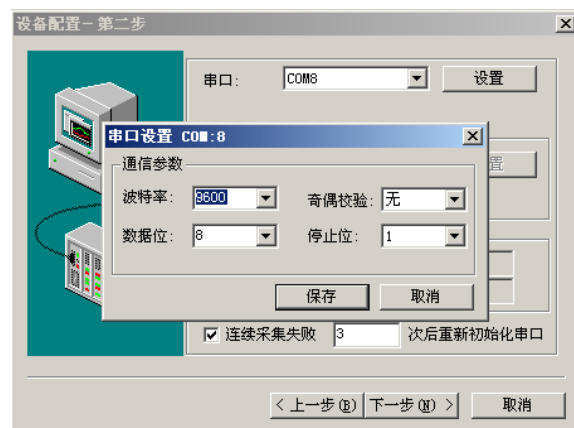 设备配置－第二步
串口:
COM8
设置
串口设置 COM:8
通信参数
置
波特率:
9600
奇偶校验:
无
数据位:
8
停止位:
1
保存
取消
连续采集失败
3
次后重新初始化串口
< 上一步(B)
下一步(N) >
取消